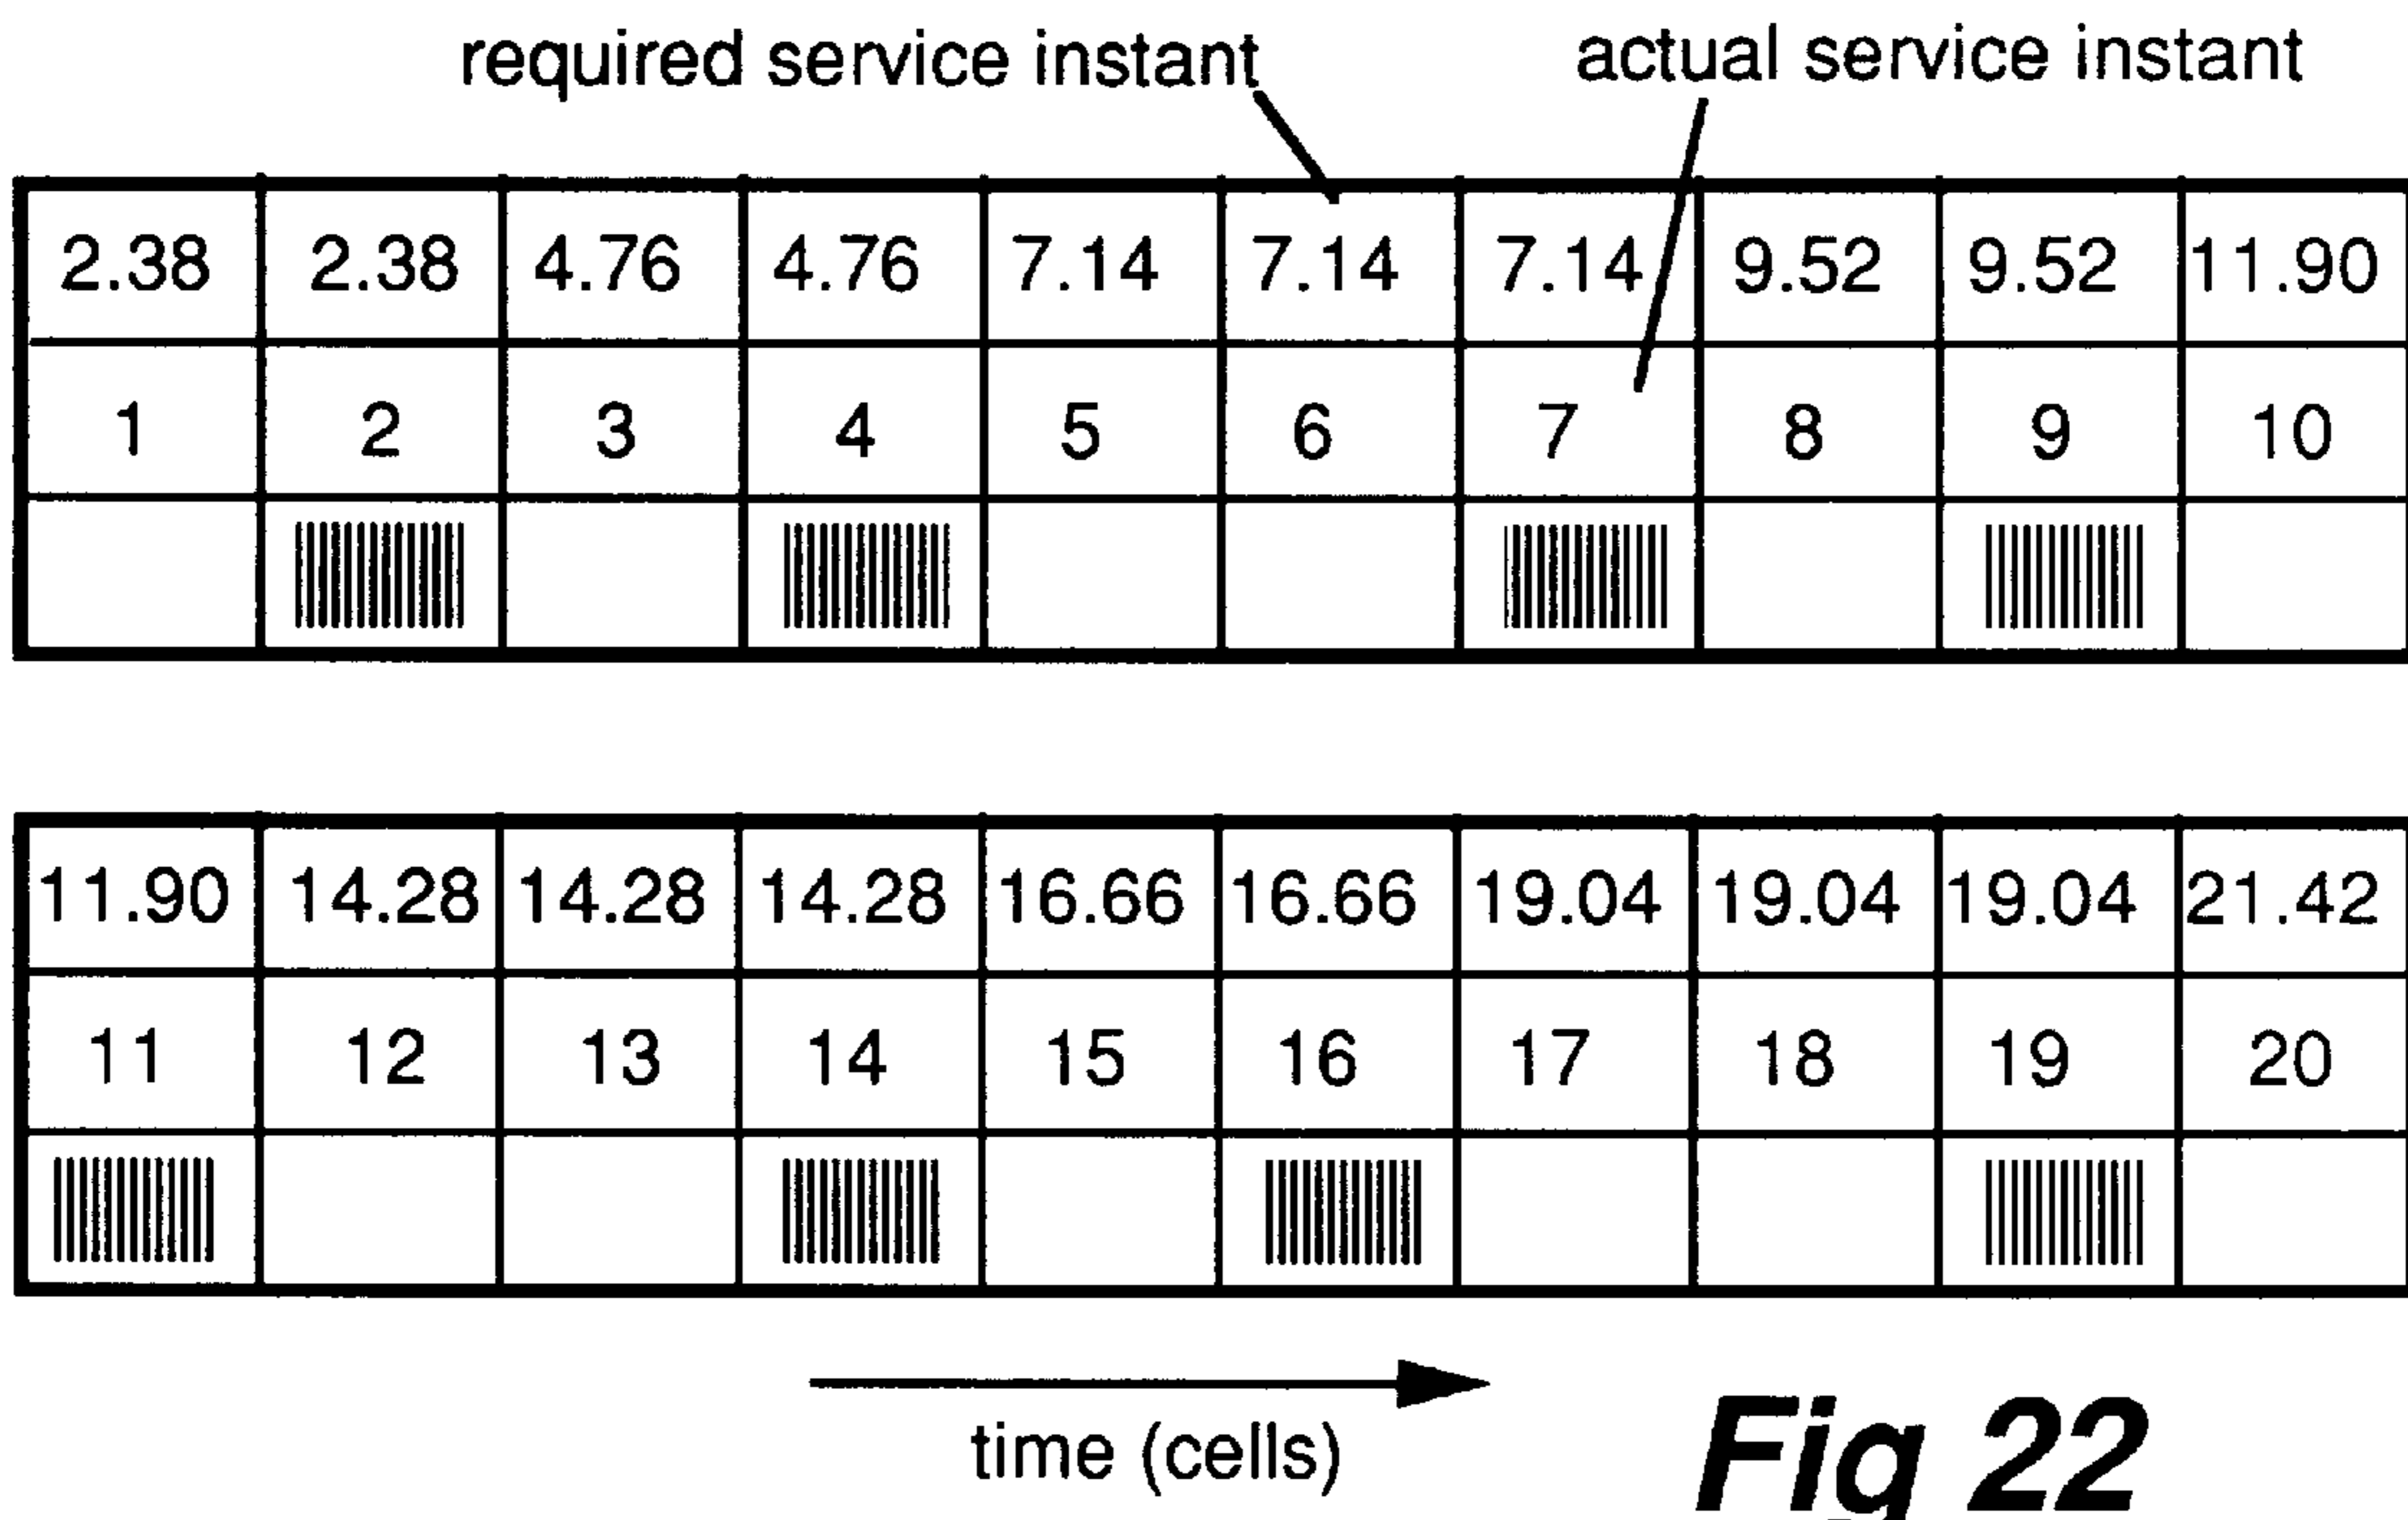 required service instant actual service instant
2.38 2.38 4.76 4.76 7.14 7.14 7.14 9.52 9.52 11.90
1 2 3 4 5 6 7 8 9 10
11.90 14.28 14.28 14.28 16.66 16.66 19.04 19.04 19.04 21.42
11 12 13 14 15 16 17 18 19 20
time (cells)
Fig 22